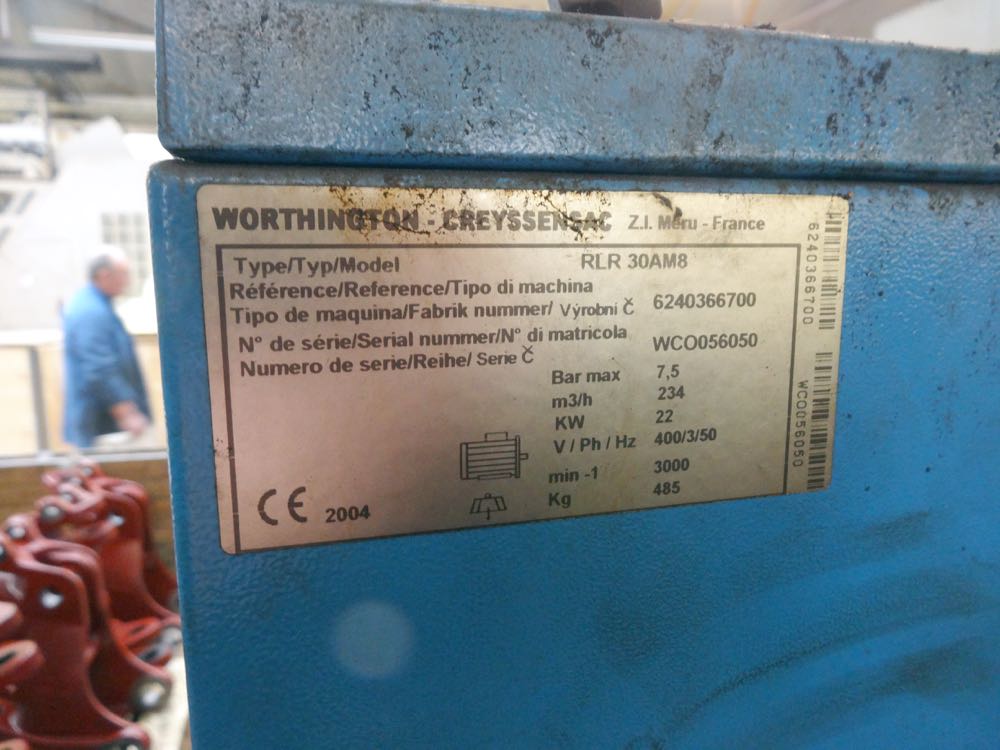 WORTHINGTON - CREYSSENSAC Z.I. Méru - France
Type/Typ/Model RLR 30AM8
Référence/Reference/Tipo di machina
Tipo de maquina/Fabrik nummer/ Výrobní Č 6240366700
N° de série/Serial nummer/N° di matricola WCO056050
Numero de serie/Reihe/ Serie Č
Bar max 7,5
m3/h 234
KW 22
V / Ph / Hz 400/3/50
min -1 3000
Kg 485
CE 2004
6240366700
WCO056050